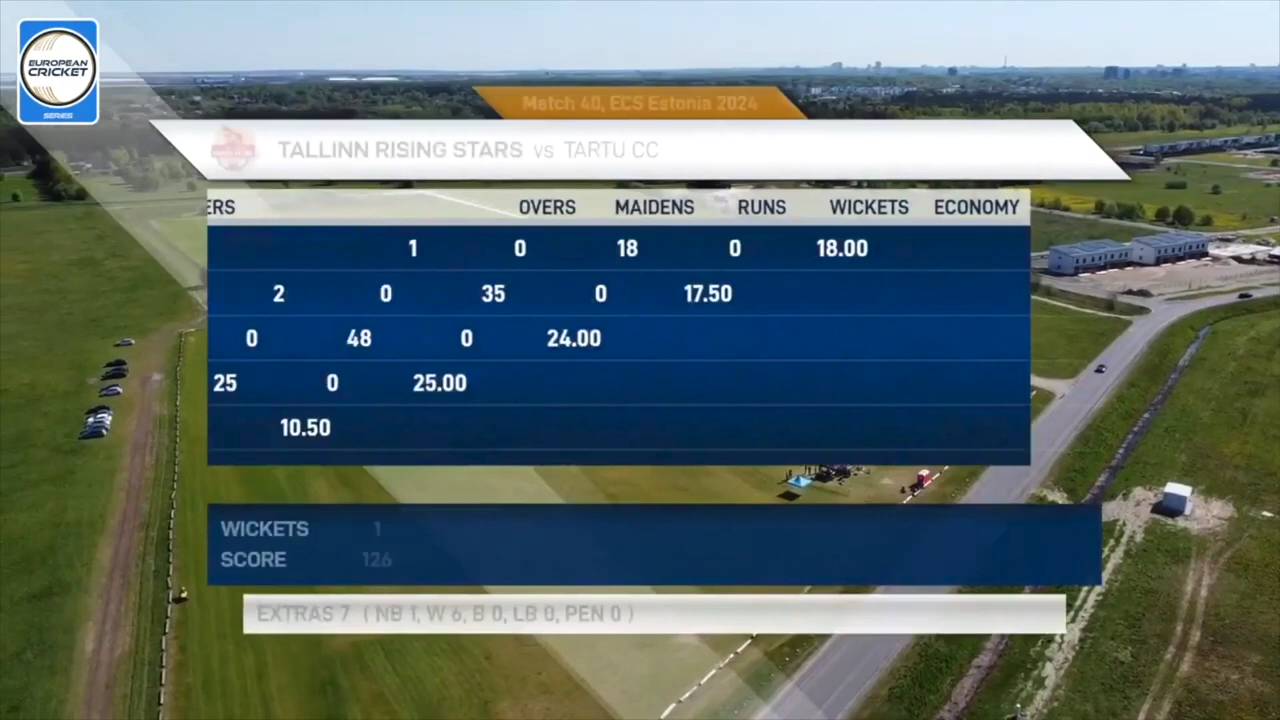 EUROPEAN
CRICKET
SERIES
Match 40, ECS Estonia 2024
TALLINN RISING STARS vs TARTU CC
ERS OVERS MAIDENS RUNS WICKETS ECONOMY
1 0 18 0 18.00
2 0 35 0 17.50
0 48 0 24.00
25 0 25.00
10.50
WICKETS 1
SCORE 126
EXTRAS 7 ( NB 1, W 6, B 0, LB 0, PEN 0 )